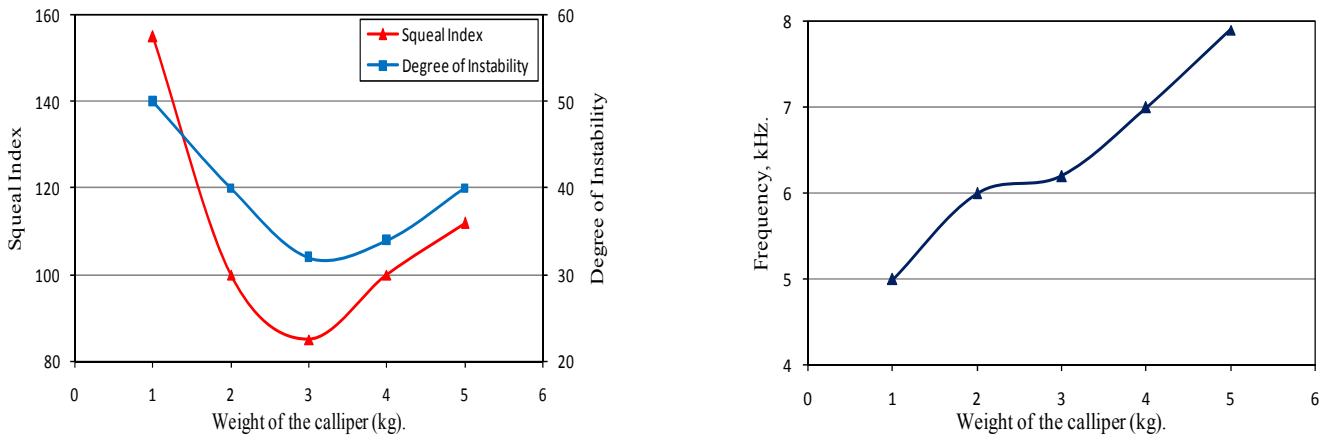 160
140
120
100
80
Squeal Index
Squeal Index
Degree of Instability
60
50
40
30
20
Degree of Instability
0 1 2 3 4 5 6
Weight of the calliper (kg).
8
7
6
5
4
Frequency, kHz.
0 1 2 3 4 5 6
Weight of the calliper (kg).